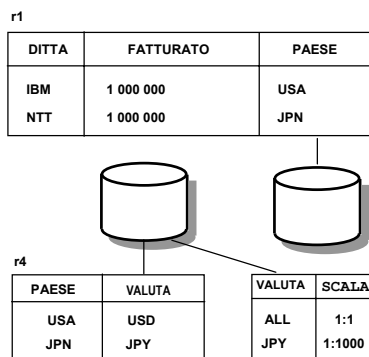 r1
DITTA FATTURATO PAESE
IBM 1 000 000 USA
NTT 1 000 000 JPN
r4
PAESE VALUTA
USA USD
JPN JPY
VALUTA SCALA
ALL 1:1
JPY 1:1000